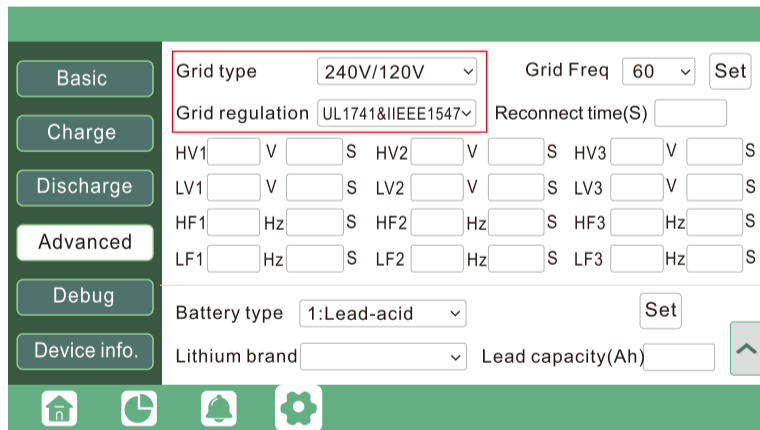 Basic
Charge
Discharge
Advanced
Debug
Device info.
Grid type 240V/120V Grid Freq 60 Set
Grid regulation UL1741&IIEEE1547 Reconnect time(S)
HV1 V S HV2 V S HV3 V S
LV1 V S LV2 V S LV3 V S
HF1 Hz S HF2 Hz S HF3 Hz S
LF1 Hz S LF2 Hz S LF3 Hz S
Battery type 1:Lead-acid Set
Lithium brand Lead capacity(Ah)